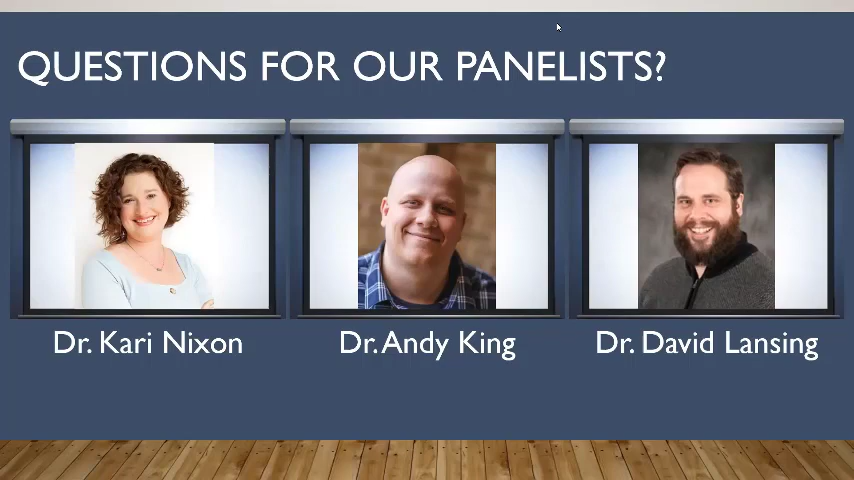 QUESTIONS FOR OUR PANELISTS?
Dr. Kari Nixon
Dr. Andy King
Dr. David Lansing